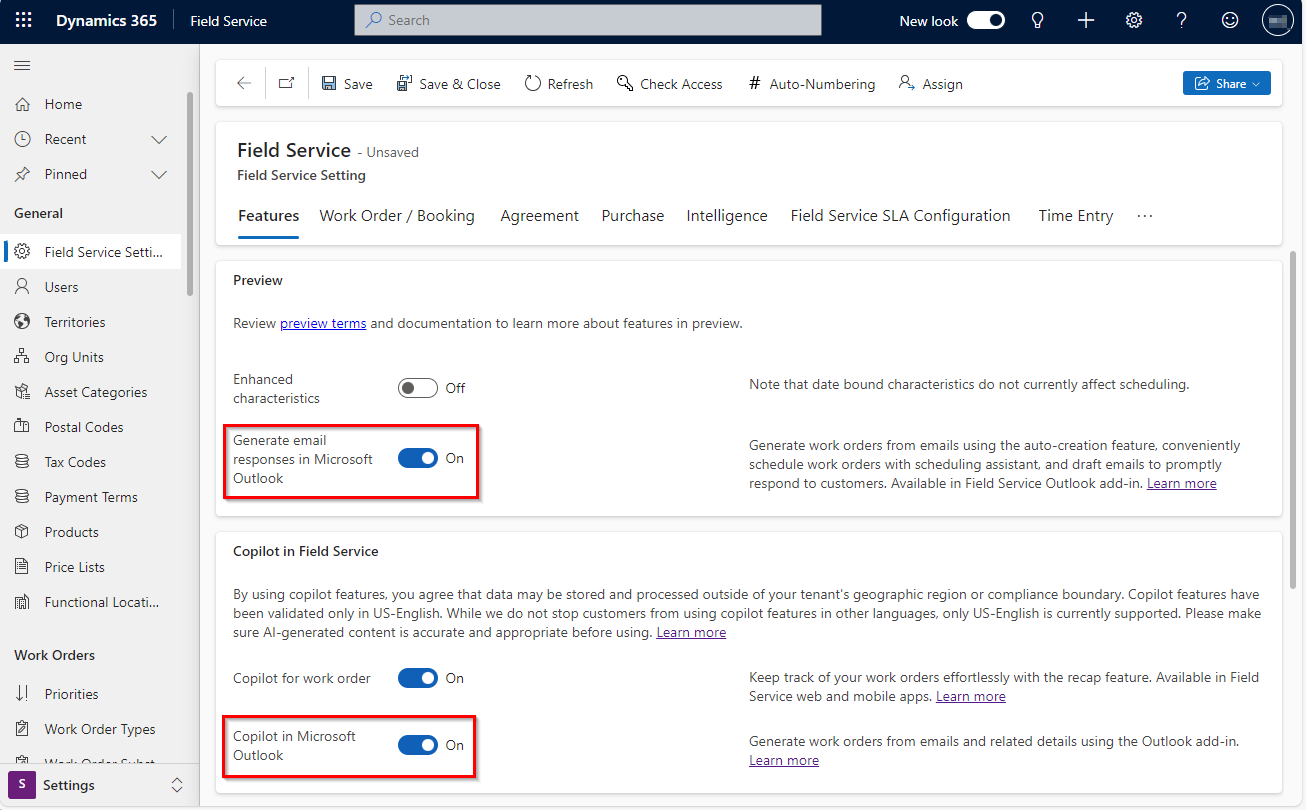 Dynamics 365
Field Service
Search
New look
Save
Save & Close
Refresh
Check Access
# Auto-Numbering
Assign
Share
Home
Recent
Pinned
General
Field Service Setti...
Users
Territories
Org Units
Asset Categories
Postal Codes
Tax Codes
Payment Terms
Products
Price Lists
Functional Locati...
Work Orders
Priorities
Work Order Types
Work Order Subst
S
Settings
Field Service - Unsaved
Field Service Setting
Features
Work Order / Booking
Agreement
Purchase
Intelligence
Field Service SLA Configuration
Time Entry
...
Preview
Review preview terms and documentation to learn more about features in preview.
Enhanced
characteristics
Off
Note that date bound characteristics do not currently affect scheduling.
Generate email
responses in Microsoft
Outlook
On
Generate work orders from emails using the auto-creation feature, conveniently
schedule work orders with scheduling assistant, and draft emails to promptly
respond to customers. Available in Field Service Outlook add-in. Learn more
Copilot in Field Service
By using copilot features, you agree that data may be stored and processed outside of your tenant's geographic region or compliance boundary. Copilot features have
been validated only in US-English. While we do not stop customers from using copilot features in other languages, only US-English is currently supported. Please make
sure AI-generated content is accurate and appropriate before using. Learn more
Copilot for work order
On
Keep track of your work orders effortlessly with the recap feature. Available in Field
Service web and mobile apps. Learn more
Copilot in Microsoft
Outlook
On
Generate work orders from emails and related details using the Outlook add-in.
Learn more